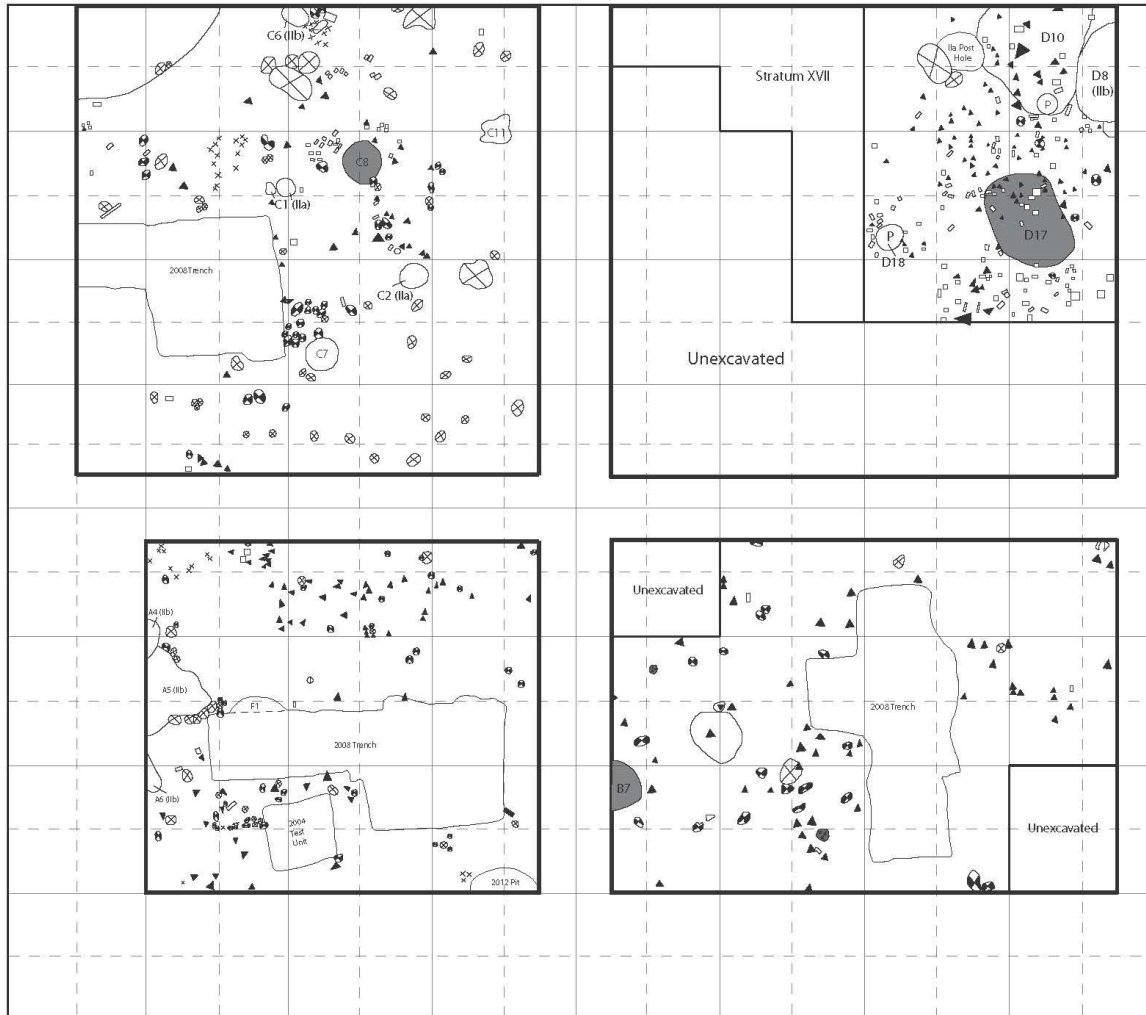 C6 (IIb)
C11
C8
C1 (IIa)
2008 Trench
C2 (IIa)
C7
IIa Post
Hole
D10
Stratum XVII
D8
(IIb)
P
P
D17
D18
Unexcavated
A4 (IIb)
A5 (IIb)
F1
2008 Trench
A6 (IIb)
2004
Test
Unit
2012 Pit
Unexcavated
2008 Trench
B7
Unexcavated